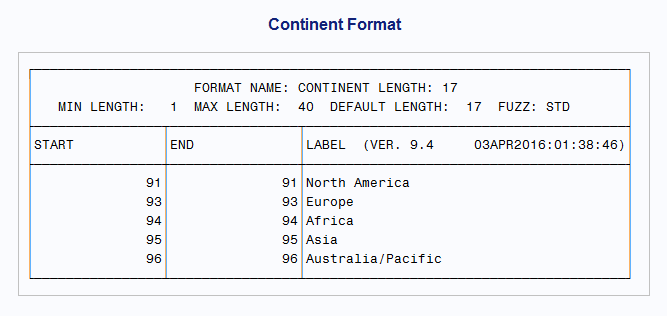 Continent Format
FORMAT NAME: CONTINENT LENGTH: 17
MIN LENGTH: 1 MAX LENGTH: 40 DEFAULT LENGTH: 17 FUZZ: STD
START END LABEL (VER. 9.4 03APR2016:01:38:46)
91 91 North America
93 93 Europe
94 94 Africa
95 95 Asia
96 96 Australia/Pacific